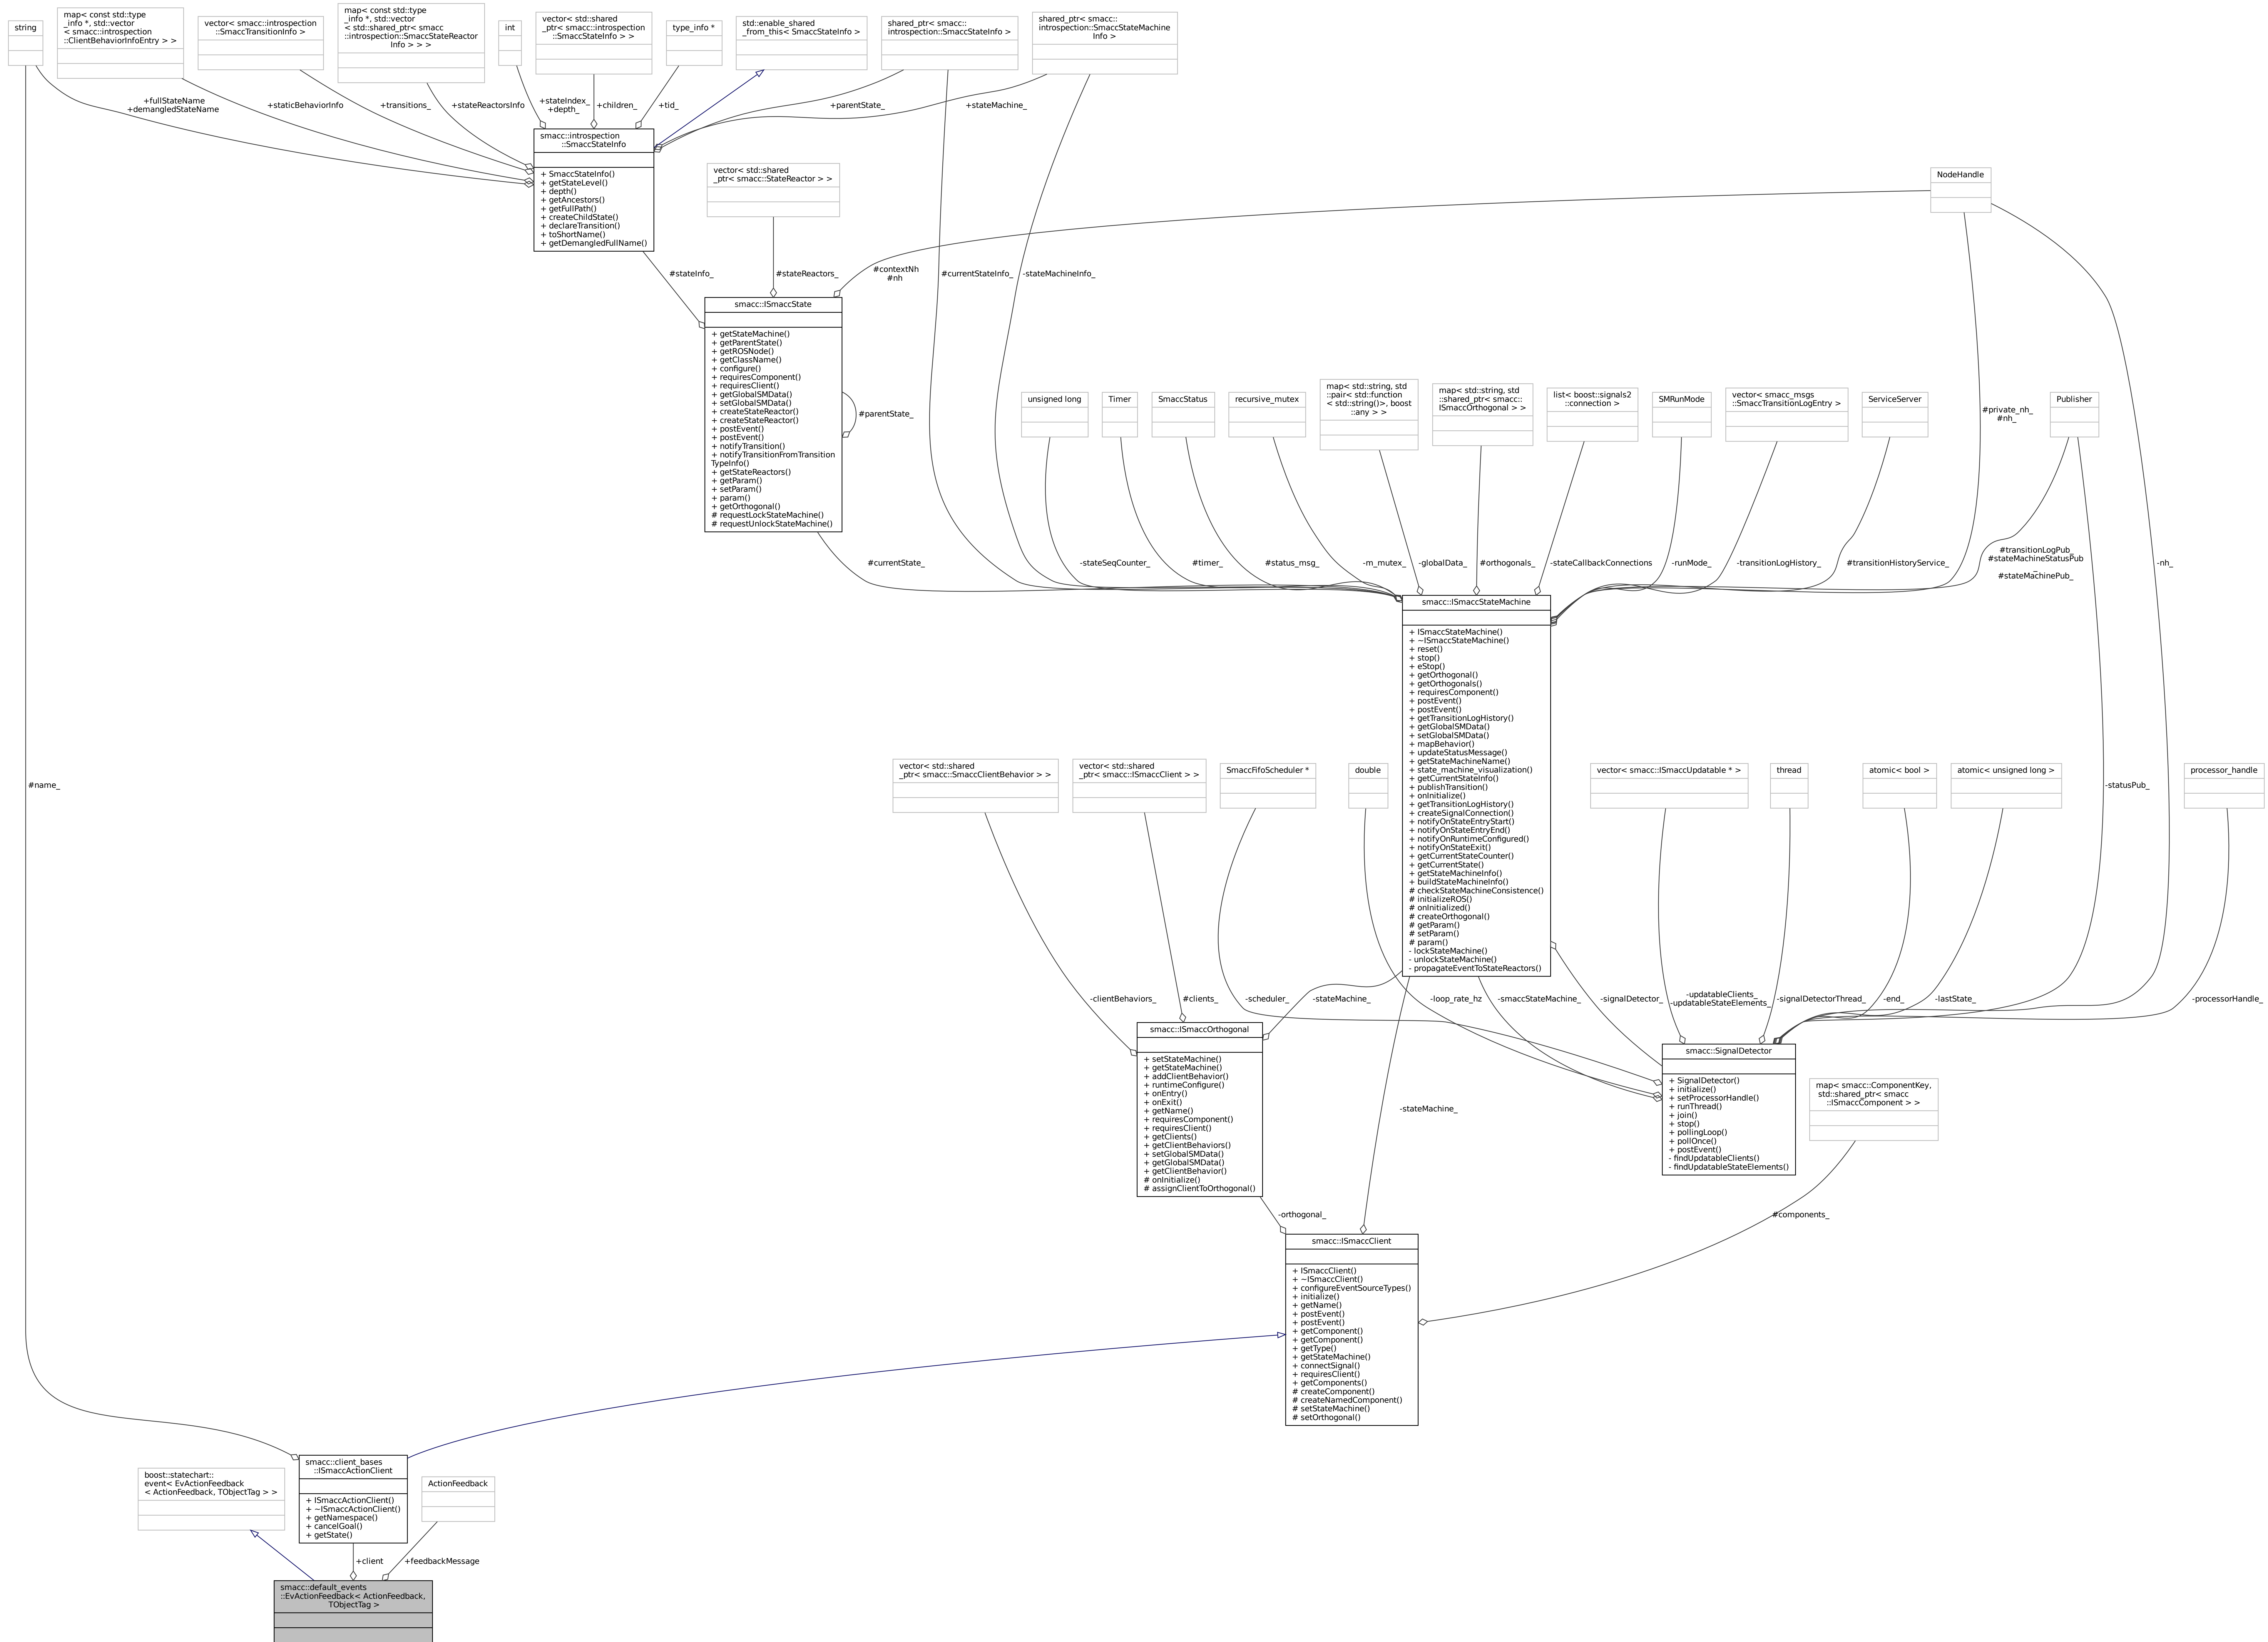 string
map< const std::type
_info *, std::vector
< smacc::introspection
::ClientBehaviorInfoEntry > >
vector< smacc::introspection
::SmaccTransitionInfo >
map< const std::type
_info *, std::vector
< std::shared_ptr< smacc
::introspection::SmaccStateReactor
Info > > >
int
vector< std::shared
_ptr< smacc::introspection
::SmaccStateInfo > >
type_info *
std::enable_shared
_from_this< SmaccStateInfo >
shared_ptr< smacc::
introspection::SmaccStateInfo >
shared_ptr< smacc::
introspection::SmaccStateMachine
Info >
+fullStateName
+demangledStateName
+staticBehaviorInfo
+transitions_
+stateReactorsInfo
+stateIndex_
+depth_
+children_
+tid_
+parentState_
+stateMachine_
smacc::introspection
::SmaccStateInfo
+ SmaccStateInfo()
+ getStateLevel()
+ depth()
+ getAncestors()
+ getFullPath()
+ createChildState()
+ declareTransition()
+ toShortName()
+ getDemangledFullName()
vector< std::shared
_ptr< smacc::StateReactor > >
NodeHandle
#stateInfo_
#stateReactors_
#contextNh
#nh
#currentStateInfo_
-stateMachineInfo_
smacc::ISmaccState
+ getStateMachine()
+ getParentState()
+ getROSNode()
+ getClassName()
+ configure()
+ requiresComponent()
+ requiresClient()
+ getGlobalSMData()
+ setGlobalSMData()
+ createStateReactor()
+ createStateReactor()
+ postEvent()
+ postEvent()
+ notifyTransition()
+ notifyTransitionFromTransition
TypeInfo()
+ getStateReactors()
+ getParam()
+ setParam()
+ param()
+ getOrthogonal()
# requestLockStateMachine()
# requestUnlockStateMachine()
#parentState_
unsigned long
Timer
SmaccStatus
recursive_mutex
map< std::string, std
::pair< std::function
< std::string()>, boost
::any > >
map< std::string, std
::shared_ptr< smacc::
ISmaccOrthogonal > >
list< boost::signals2
::connection >
SMRunMode
vector< smacc_msgs
::SmaccTransitionLogEntry >
ServiceServer
#private_nh_
#nh_
Publisher
#currentState_
-stateSeqCounter_
#timer_
#status_msg_
-m_mutex_
-globalData_
#orthogonals_
-stateCallbackConnections
-runMode_
-transitionLogHistory_
#transitionHistoryService_
#transitionLogPub_
#stateMachineStatusPub
_
#stateMachinePub_
-nh_
smacc::ISmaccStateMachine
+ ISmaccStateMachine()
+ ~ISmaccStateMachine()
+ reset()
+ stop()
+ eStop()
+ getOrthogonal()
+ getOrthogonals()
+ requiresComponent()
+ postEvent()
+ postEvent()
+ getTransitionLogHistory()
+ getGlobalSMData()
+ setGlobalSMData()
+ mapBehavior()
+ updateStatusMessage()
+ getStateMachineName()
+ state_machine_visualization()
+ getCurrentStateInfo()
+ publishTransition()
+ onInitialize()
+ getTransitionLogHistory()
+ createSignalConnection()
+ notifyOnStateEntryStart()
+ notifyOnStateEntryEnd()
+ notifyOnRuntimeConfigured()
+ notifyOnStateExit()
+ getCurrentStateCounter()
+ getCurrentState()
+ getStateMachineInfo()
+ buildStateMachineInfo()
# checkStateMachineConsistence()
# initializeROS()
# onInitialized()
# createOrthogonal()
# getParam()
# setParam()
# param()
- lockStateMachine()
- unlockStateMachine()
- propagateEventToStateReactors()
#name_
vector< std::shared
_ptr< smacc::SmaccClientBehavior > >
vector< std::shared
_ptr< smacc::ISmaccClient > >
SmaccFifoScheduler *
double
vector< smacc::ISmaccUpdatable * >
thread
atomic< bool >
atomic< unsigned long >
-statusPub_
processor_handle
-clientBehaviors_
#clients_
-scheduler_
-stateMachine_
-loop_rate_hz
-smaccStateMachine_
-signalDetector_
-updatableClients_
-updatableStateElements_
-signalDetectorThread_
-end_
-lastState_
-processorHandle_
smacc::ISmaccOrthogonal
+ setStateMachine()
+ getStateMachine()
+ addClientBehavior()
+ runtimeConfigure()
+ onEntry()
+ onExit()
+ getName()
+ requiresComponent()
+ requiresClient()
+ getClients()
+ getClientBehaviors()
+ setGlobalSMData()
+ getGlobalSMData()
+ getClientBehavior()
# onInitialize()
# assignClientToOrthogonal()
smacc::SignalDetector
+ SignalDetector()
+ initialize()
+ setProcessorHandle()
+ runThread()
+ join()
+ stop()
+ pollingLoop()
+ pollOnce()
+ postEvent()
- findUpdatableClients()
- findUpdatableStateElements()
map< smacc::ComponentKey,
std::shared_ptr< smacc
::ISmaccComponent > >
-stateMachine_
-orthogonal_
#components_
smacc::ISmaccClient
+ ISmaccClient()
+ ~ISmaccClient()
+ configureEventSourceTypes()
+ initialize()
+ getName()
+ postEvent()
+ postEvent()
+ getComponent()
+ getComponent()
+ getType()
+ getStateMachine()
+ connectSignal()
+ requiresClient()
+ getComponents()
# createComponent()
# createNamedComponent()
# setStateMachine()
# setOrthogonal()
boost::statechart::
event< EvActionFeedback
< ActionFeedback, TObjectTag > >
smacc::client_bases
::ISmaccActionClient
+ ISmaccActionClient()
+ ~ISmaccActionClient()
+ getNamespace()
+ cancelGoal()
+ getState()
ActionFeedback
+client
+feedbackMessage
smacc::default_events
::EvActionFeedback< ActionFeedback,
TObjectTag >